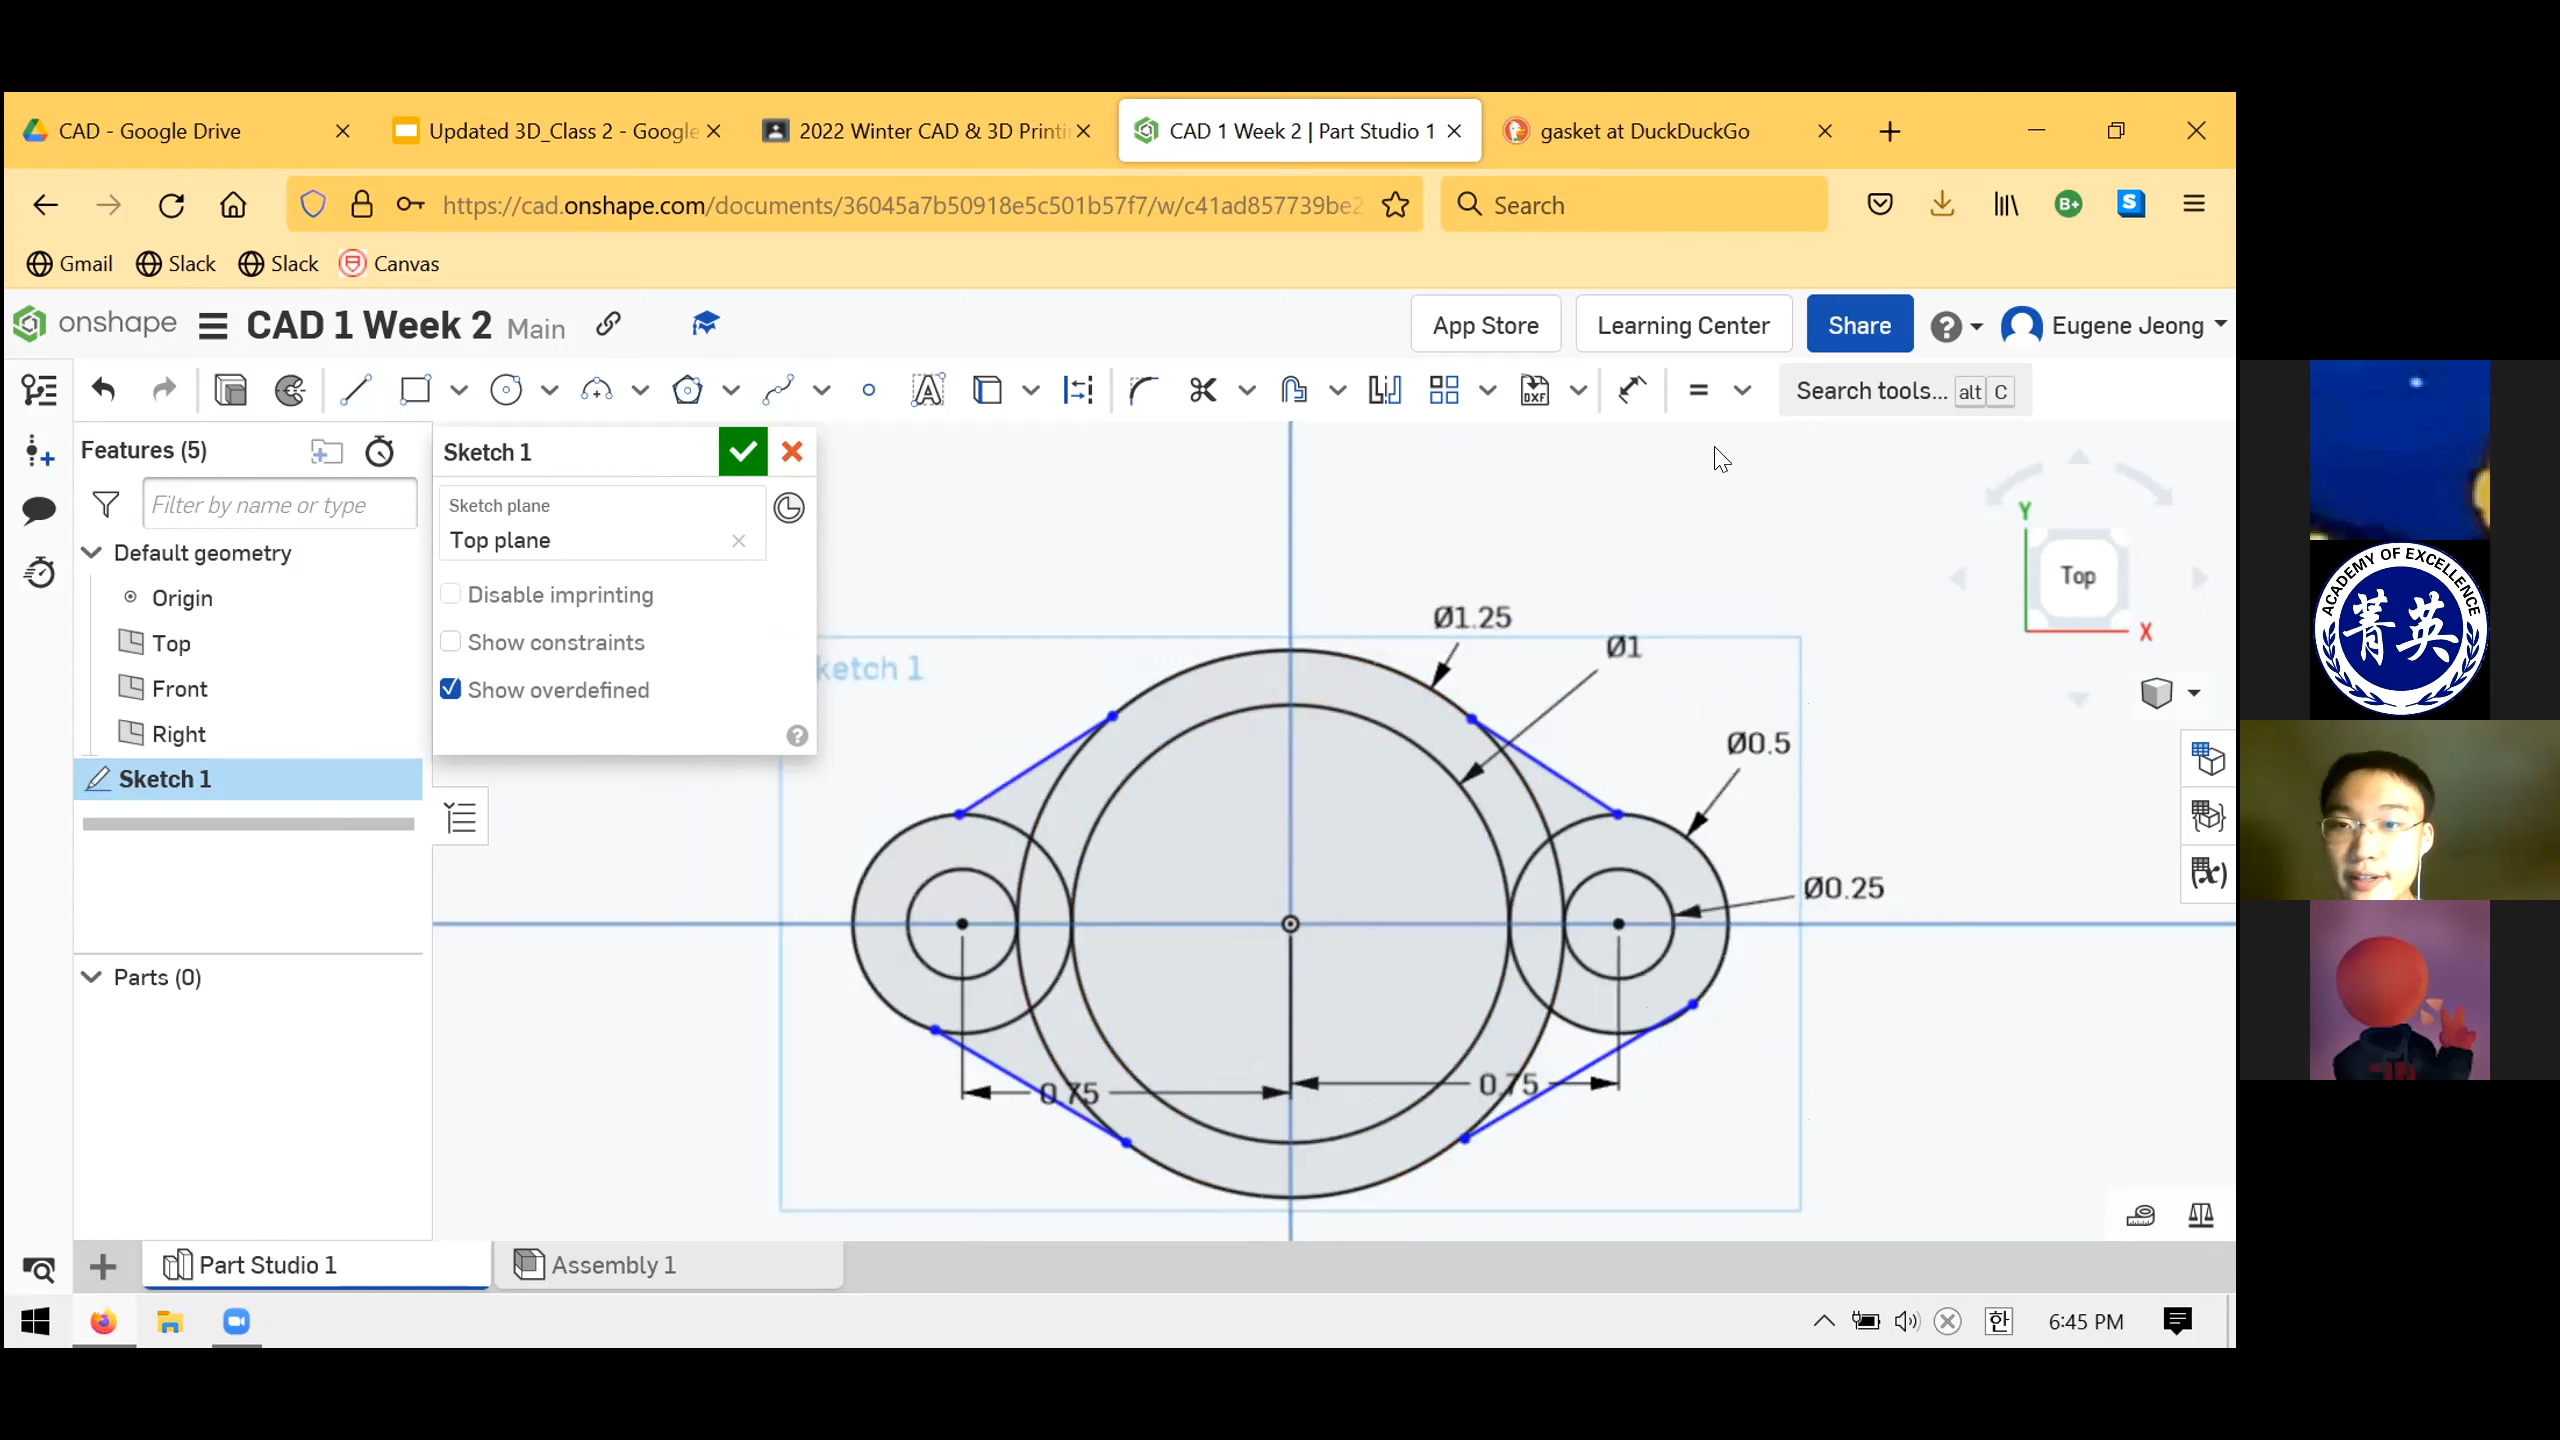 CAD - Google Drive
Updated 3D_Class 2 - Google
2022 Winter CAD & 3D Printi
CAD 1 Week 2 | Part Studio 1
gasket at DuckDuckGo
https://cad.onshape.com/documents/36045a7b50918e5c501b57f7/w/c41ad857739be2
Search
B+
S
Gmail
Slack
Slack
Canvas
onshape
CAD 1 Week 2
Main
App Store
Learning Center
Share
Eugene Jeong
DXF
Search tools... alt C
Features (5)
Filter by name or type
Default geometry
Origin
Top
Front
Right
Sketch 1
Parts (0)
Sketch 1
Sketch plane
Top plane
Disable imprinting
Show constraints
Show overdefined
ketch 1
Ø1.25
Ø1
Ø0.5
Ø0.25
0.75
0.75
Y
Top
X
(x)
ACADEMY OF EXCELLENCE
菁英
Part Studio 1
Assembly 1
한
6:45 PM